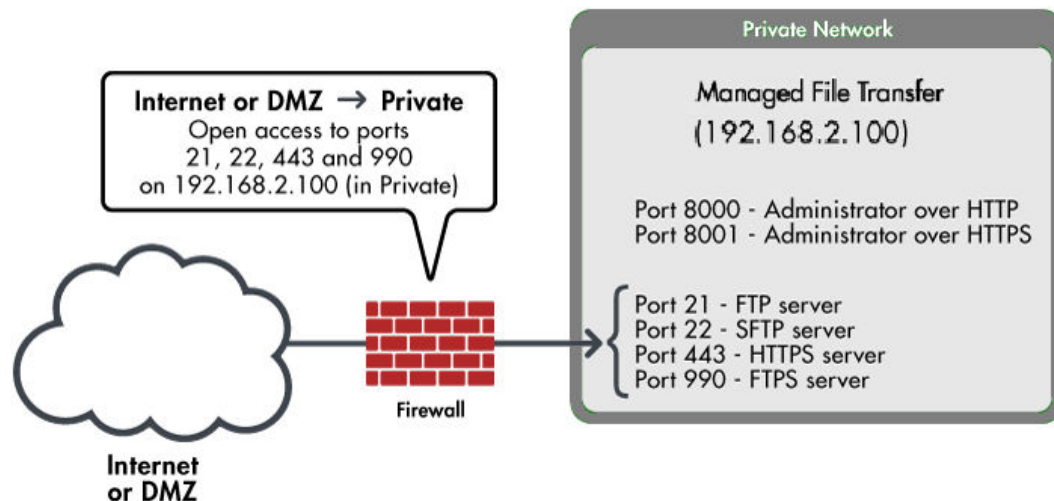 Private Network
Internet or DMZ → Private
Open access to ports
21, 22, 443 and 990
on 192.168.2.100 (in Private)
Managed File Transfer
(192.168.2.100)
Port 8000 - Administrator over HTTP
Port 8001 - Administrator over HTTPS
Port 21 - FTP server
Port 22 - SFTP server
Port 443 - HTTPS server
Port 990 - FTPS server
Firewall
Internet
or DMZ